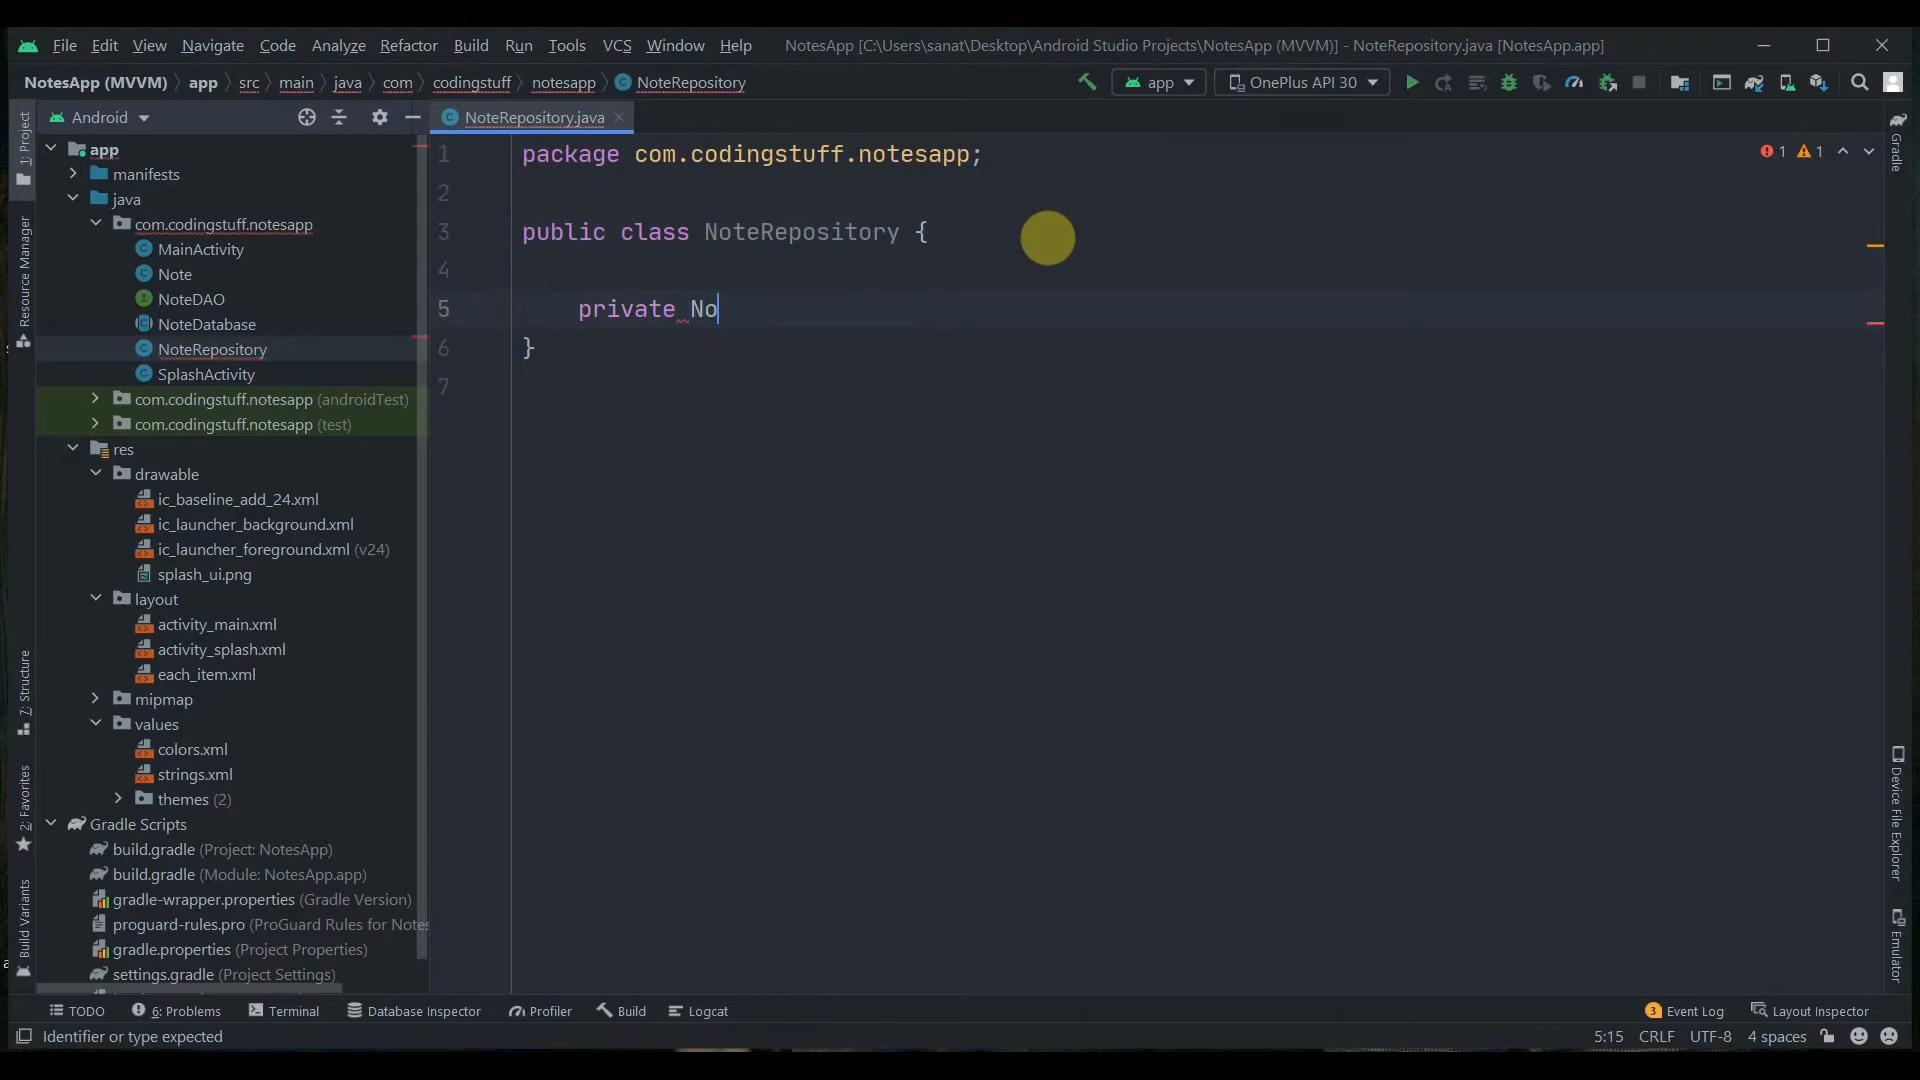 File Edit View Navigate Code Analyze Refactor Build Run Tools VCS Window Help NotesApp [C:\Users\sanat\Desktop\Android Studio Projects\NotesApp (MVVM)] - NoteRepository.java [NotesApp.app]
NotesApp (MVVM) app src main java com codingstuff notesapp NoteRepository app OnePlus API 30
Android
NoteRepository.java
1: Project
Resource Manager
7: Structure
2: Favorites
Build Variants
app
manifests
java
com.codingstuff.notesapp
MainActivity
Note
NoteDAO
NoteDatabase
NoteRepository
SplashActivity
com.codingstuff.notesapp (androidTest)
com.codingstuff.notesapp (test)
res
drawable
ic_baseline_add_24.xml
ic_launcher_background.xml
ic_launcher_foreground.xml (v24)
splash_ui.png
layout
activity_main.xml
activity_splash.xml
each_item.xml
mipmap
values
colors.xml
strings.xml
themes (2)
Gradle Scripts
build.gradle (Project: NotesApp)
build.gradle (Module: NotesApp.app)
gradle-wrapper.properties (Gradle Version)
proguard-rules.pro (ProGuard Rules for Notes
gradle.properties (Project Properties)
settings.gradle (Project Settings)
1 package com.codingstuff.notesapp;
2
3 public class NoteRepository {
4
5 private No
6 }
7
1 1
Gradle
Device File Explorer
Emulator
TODO 6: Problems Terminal Database Inspector Profiler Build Logcat 3 Event Log Layout Inspector
Identifier or type expected 5:15 CRLF UTF-8 4 spaces